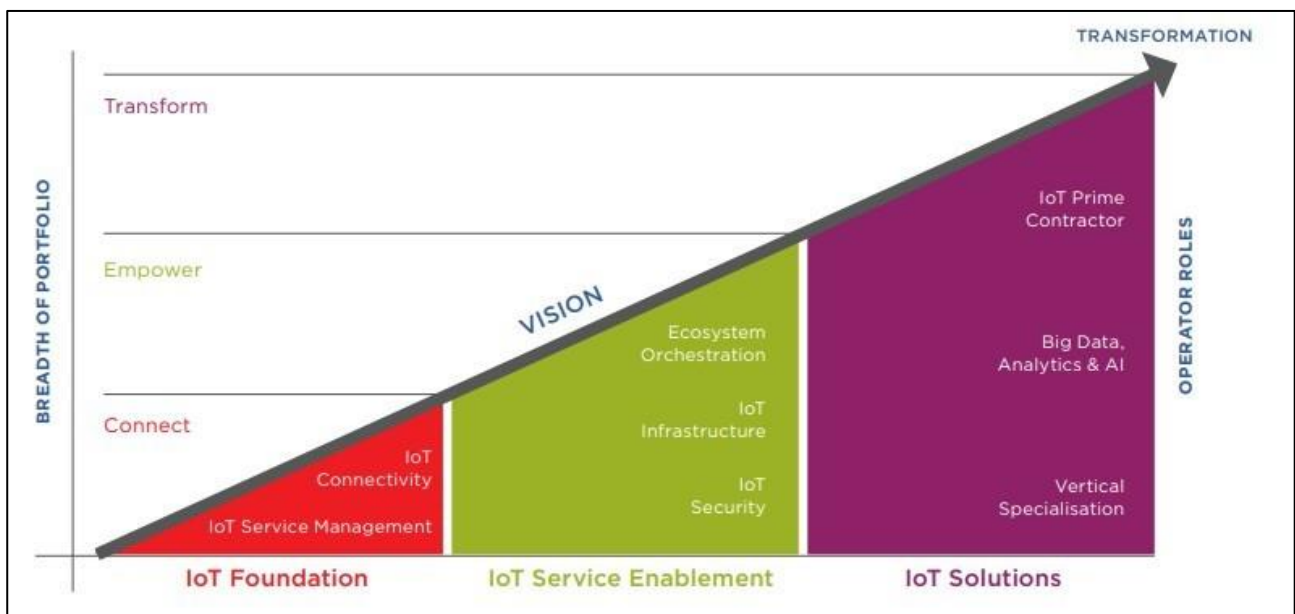 TRANSFORMATION
BREADTH OF PORTFOLIO
Transform
Empower
Connect
VISION
IoT
Connectivity
IoT Service Management
Ecosystem
Orchestration
IoT
Infrastructure
IoT
Security
IoT Prime
Contractor
Big Data,
Analytics & AI
Vertical
Specialisation
OPERATOR ROLES
IoT Foundation
IoT Service Enablement
IoT Solutions